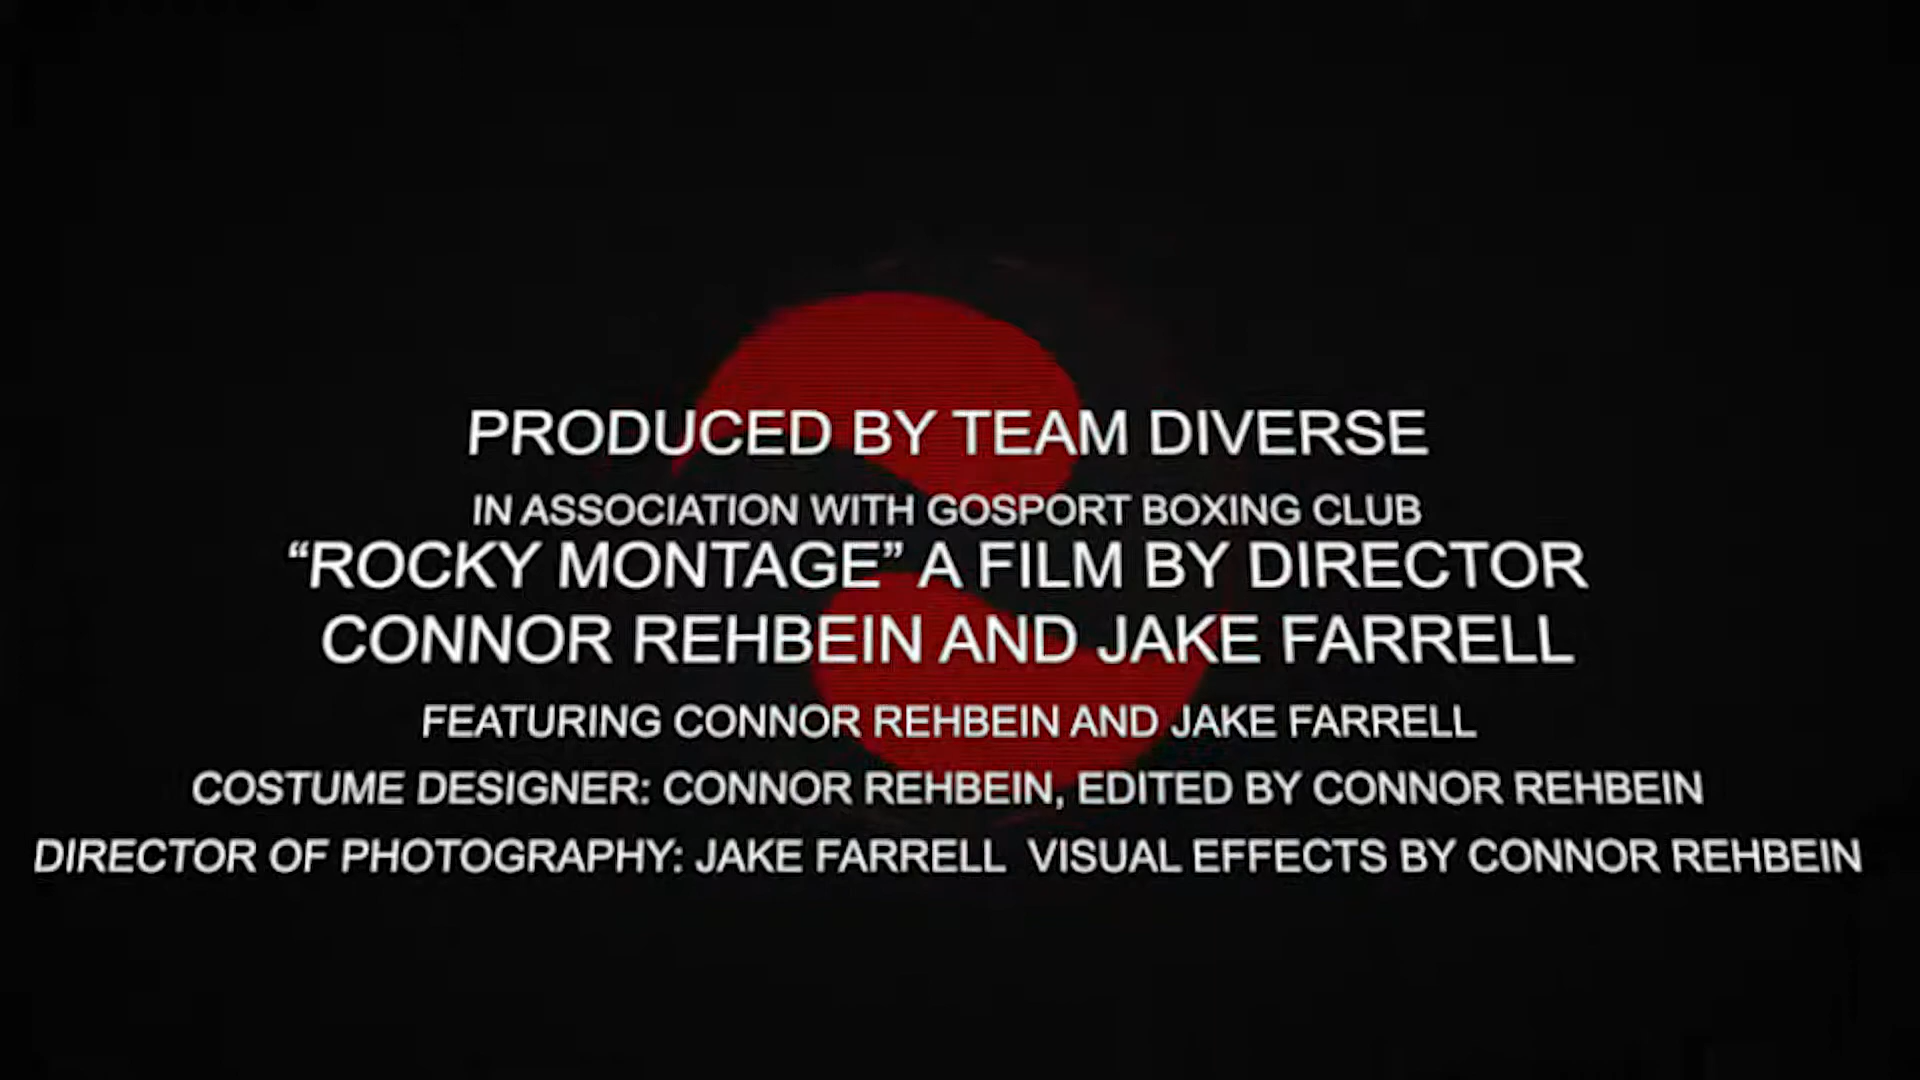 PRODUCED BY TEAM DIVERSE
IN ASSOCIATION WITH GOSPORT BOXING CLUB
“ROCKY MONTAGE” A FILM BY DIRECTOR
CONNOR REHBEIN AND JAKE FARRELL
FEATURING CONNOR REHBEIN AND JAKE FARRELL
COSTUME DESIGNER: CONNOR REHBEIN, EDITED BY CONNOR REHBEIN
DIRECTOR OF PHOTOGRAPHY: JAKE FARRELL  VISUAL EFFECTS BY CONNOR REHBEIN